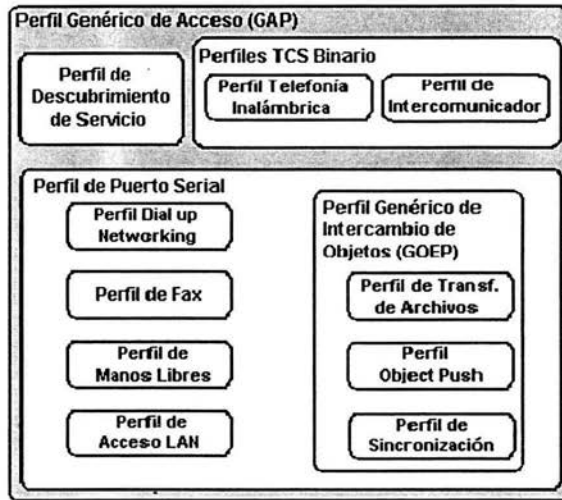 Perfil Genérico de Acceso (GAP)
Perfil de
Descubrimiento
de Servicio
Perfiles TCS Binario
Perfil Telefonía
Inalámbrica
Perfil de
Intercomunicador
Perfil de Puerto Serial
Perfil Dial up
Networking
Perfil de Fax
Perfil de
Manos Libres
Perfil de
Acceso LAN
Perfil Genérico de
Intercambio de
Objetos (GOEP)
Perfil de Transf.
de Archivos
Perfil
Object Push
Perfil de
Sincronización